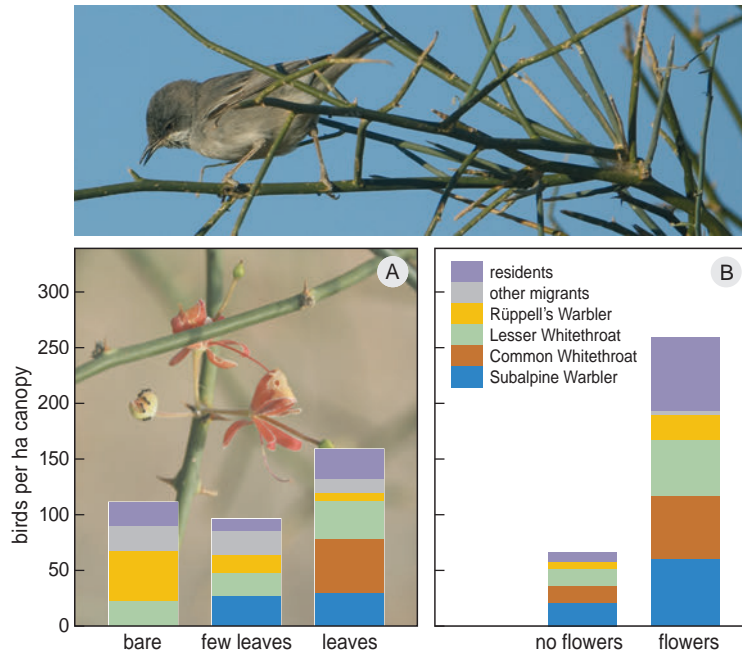 A
B
residents
other migrants
Rüppell's Warbler
Lesser Whitethroat
Common Whitethroat
Subalpine Warbler
birds per ha canopy
300
250
200
150
100
50
0
bare few leaves leaves
no flowers flowers